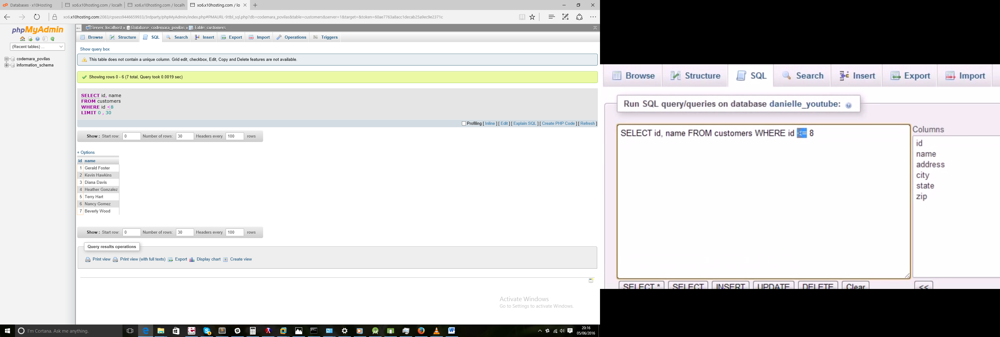 Databases - x10Hosting
xo6.x10hosting.com / localh
xo6.x10hosting.com / localh
xo6.x10hosting.com / lo
xo6.x10hosting.com:2083/cpsess9446659933/3rdparty/phpMyAdmin/index.php#PMAURL-9:tbl_sql.php?db=codemara_povilas&table=customers&server=1&target=&token=60ae7763a8acc1decab25a9ec9e2371c
phpMyAdmin
(Recent tables) ...
codemara_povilas
information_schema
Server: localhost » Database: codemara_povilas » Table: customers
Browse Structure SQL Search Insert Export Import Operations Triggers
Show query box
This table does not contain a unique column. Grid edit, checkbox, Edit, Copy and Delete features are not available.
Showing rows 0 - 6 (7 total, Query took 0.0019 sec)
SELECT id, name
FROM customers
WHERE id <8
LIMIT 0 , 30
Profiling [ Inline ] [ Edit ] [ Explain SQL ] [ Create PHP Code ] [ Refresh ]
Show : Start row: 0 Number of rows: 30 Headers every 100 rows
+ Options
id name
1 Gerald Foster
2 Kevin Hawkins
3 Diana Davis
4 Heather Gonzalez
5 Terry Hart
6 Nancy Gomez
7 Beverly Wood
Show : Start row: 0 Number of rows: 30 Headers every 100 rows
Query results operations
Print view Print view (with full texts) Export Display chart Create view
Activate Windows
Go to Settings to activate Windows.
I'm Cortana. Ask me anything.
20:16
05/06/2016
Browse Structure SQL Search Insert Export Import
Run SQL query/queries on database danielle_youtube:
SELECT id, name FROM customers WHERE id <= 8
Columns
id
name
address
city
state
zip
SELECT * SELECT INSERT UPDATE DELETE Clear <<